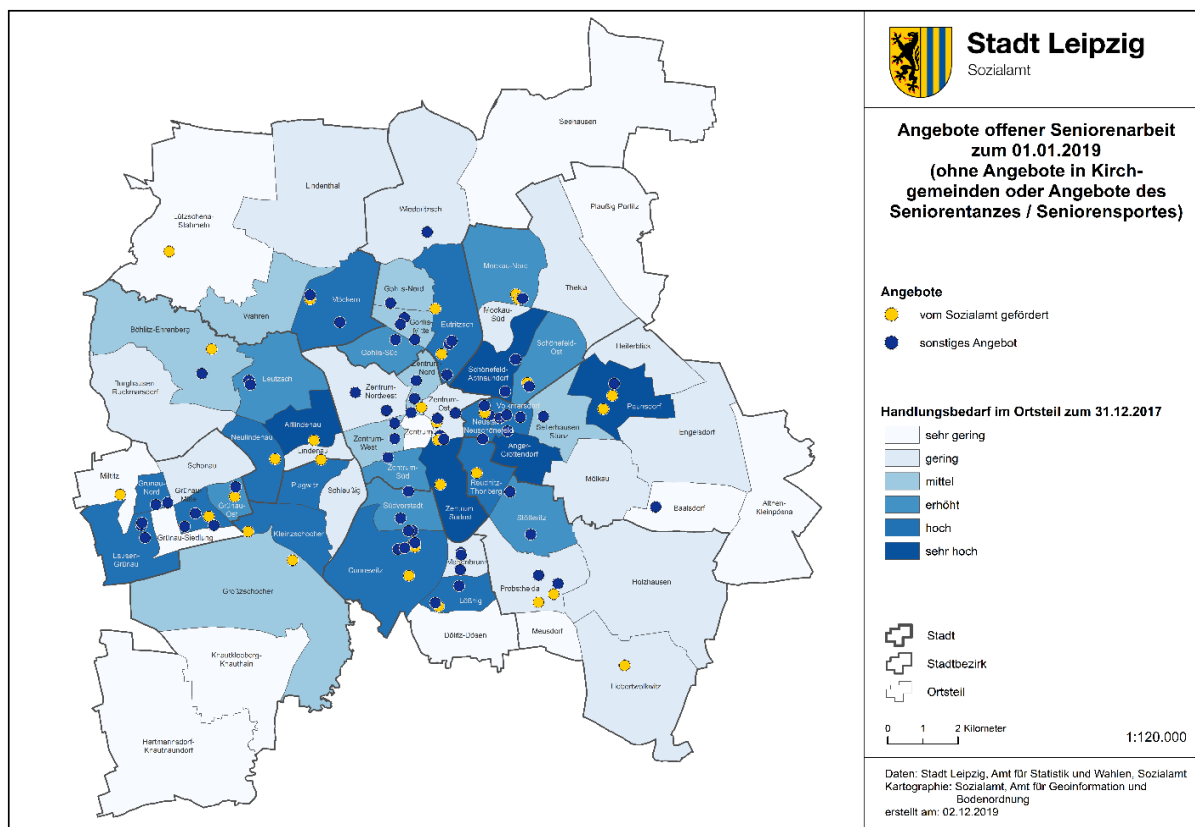 Stadt Leipzig
Sozialamt
Angebote offener Seniorenarbeit
zum 01.01.2019
(ohne Angebote in Kirch-
gemeinden oder Angebote des
Seniorentanzes / Seniorensportes)
Angebote
vom Sozialamt gefördert
sonstiges Angebot
Handlungsbedarf im Ortsteil zum 31.12.2017
sehr gering
gering
mittel
erhöht
hoch
sehr hoch
Stadt
Stadtbezirk
Ortsteil
0 1 2 Kilometer
1:120.000
Daten: Stadt Leipzig, Amt für Statistik und Wahlen, Sozialamt
Kartographie: Sozialamt, Amt für Geoinformation und
Bodenordnung
erstellt am: 02.12.2019
Seehausen
Lindenthal
Wiederitzsch
Plaußig-Portitz
Lützschena-
Stahmeln
Mockau-Nord
Thekla
Gohlis-Nord
Möckern
Wahren
Mockau-
Süd
Eutritzsch
Gohlis-
Mitte
Böhlitz-Ehrenberg
Schönefeld-
Ost
Gohlis-Süd
Heiterblick
Zentrum-
Nord
Schönefeld-
Abtnaundorf
Leutzsch
Burghausen-
Rückmarsdorf
Zentrum-
Nordwest
Zentrum-
Ost
Paunsdorf
Volkmarsdorf
Altlindenau
Neustadt-
Neuschönefeld
Sellerhausen-
Stünz
Engelsdorf
Neulindenau
Zentrum
Zentrum-
West
Anger-
Crottendorf
Lindenau
Schönau
Zentrum-
Süd
Mölkau
Miltitz
Grünau-
Nord
Plagwitz
Schleußig
Reudnitz-
Thonberg
Grünau-
Mitte
Baalsdorf
Althen-
Kleinpösna
Grünau-
Ost
Südvorstadt
Zentrum-
Südost
Stötteritz
Grünau-Siedlung
Kleinzschocher
Lausen-
Grünau
Connewitz
Marienbrunn
Holzhausen
Großzschocher
Lößnig
Probstheida
Dölitz-Dösen
Meusdorf
Knautkleeberg-
Knauthain
Liebertwolkwitz
Hartmannsdorf-
Knautnaundorf